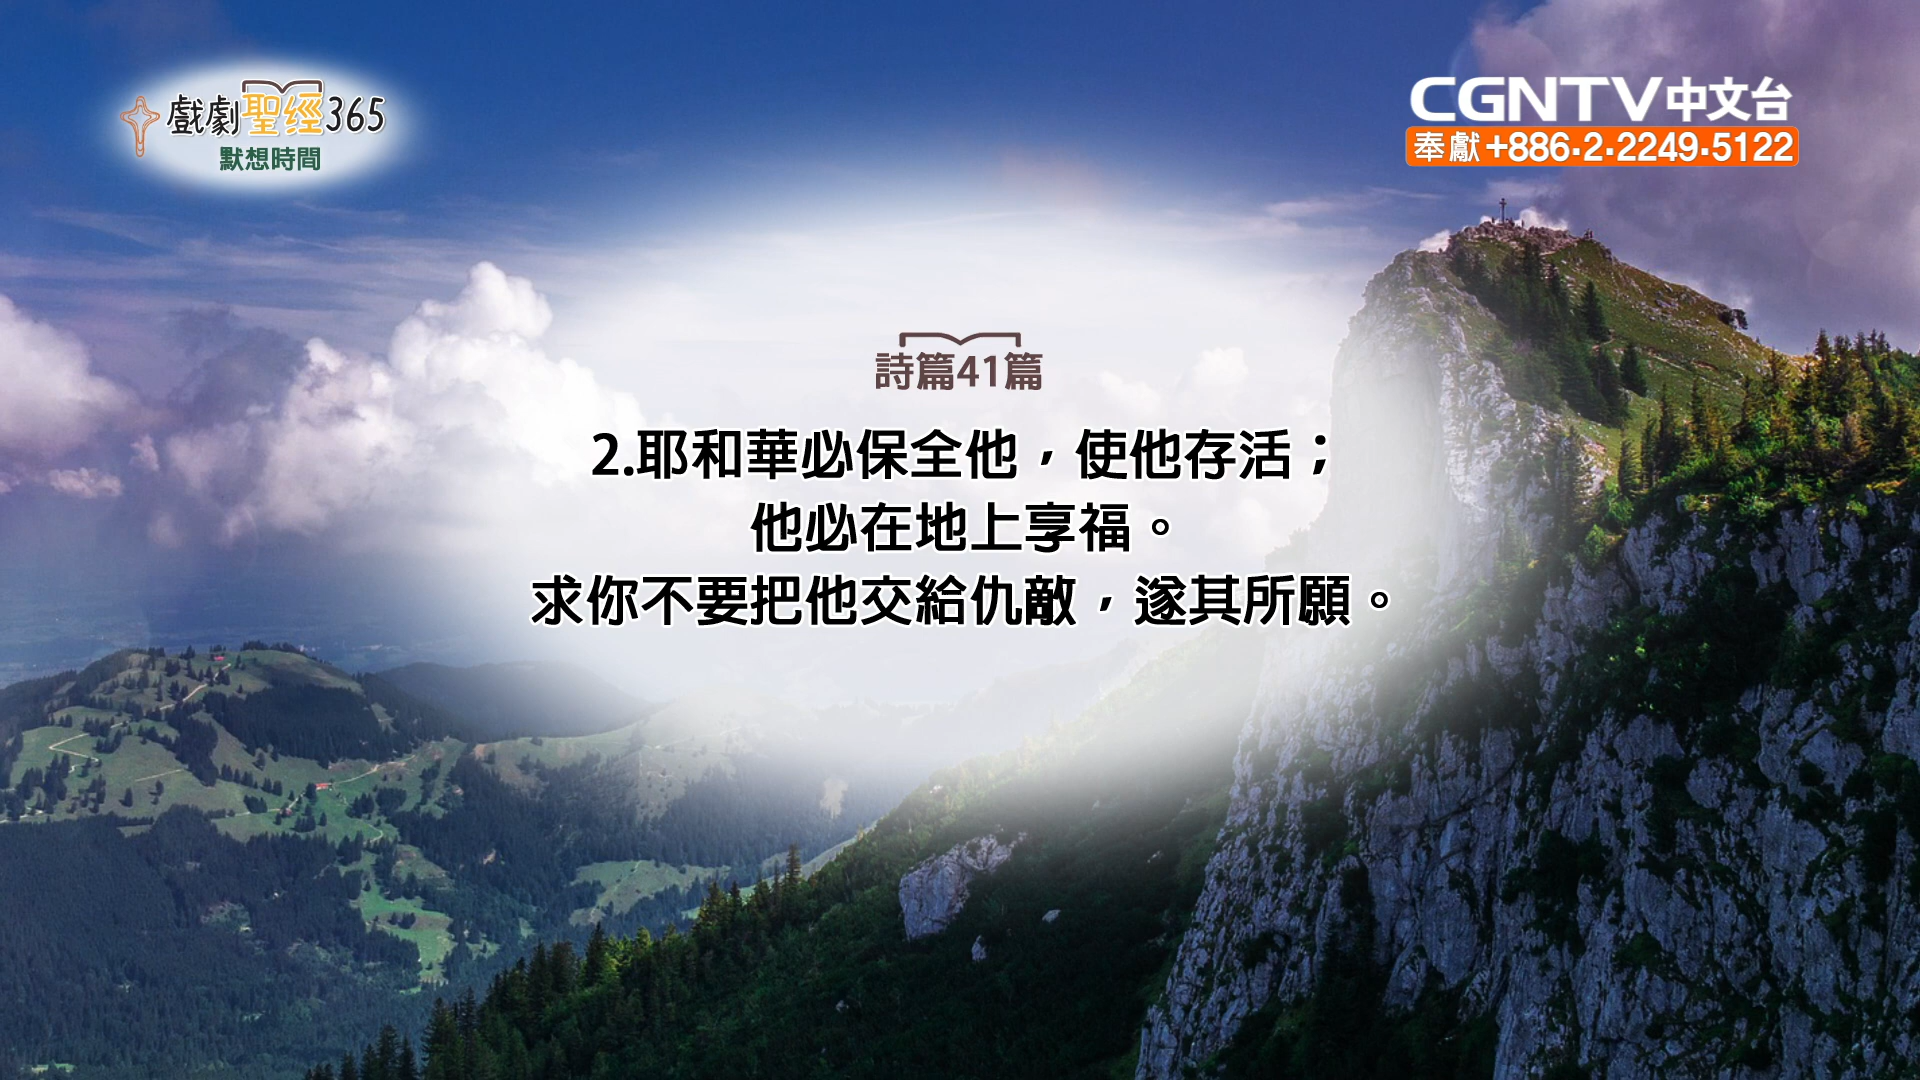 戲劇聖經365
默想時間
CGNTV中文台
奉獻+886·2·2249·5122
詩篇41篇
2.耶和華必保全他，使他存活；
他必在地上享福。
求你不要把他交給仇敵，遂其所願。